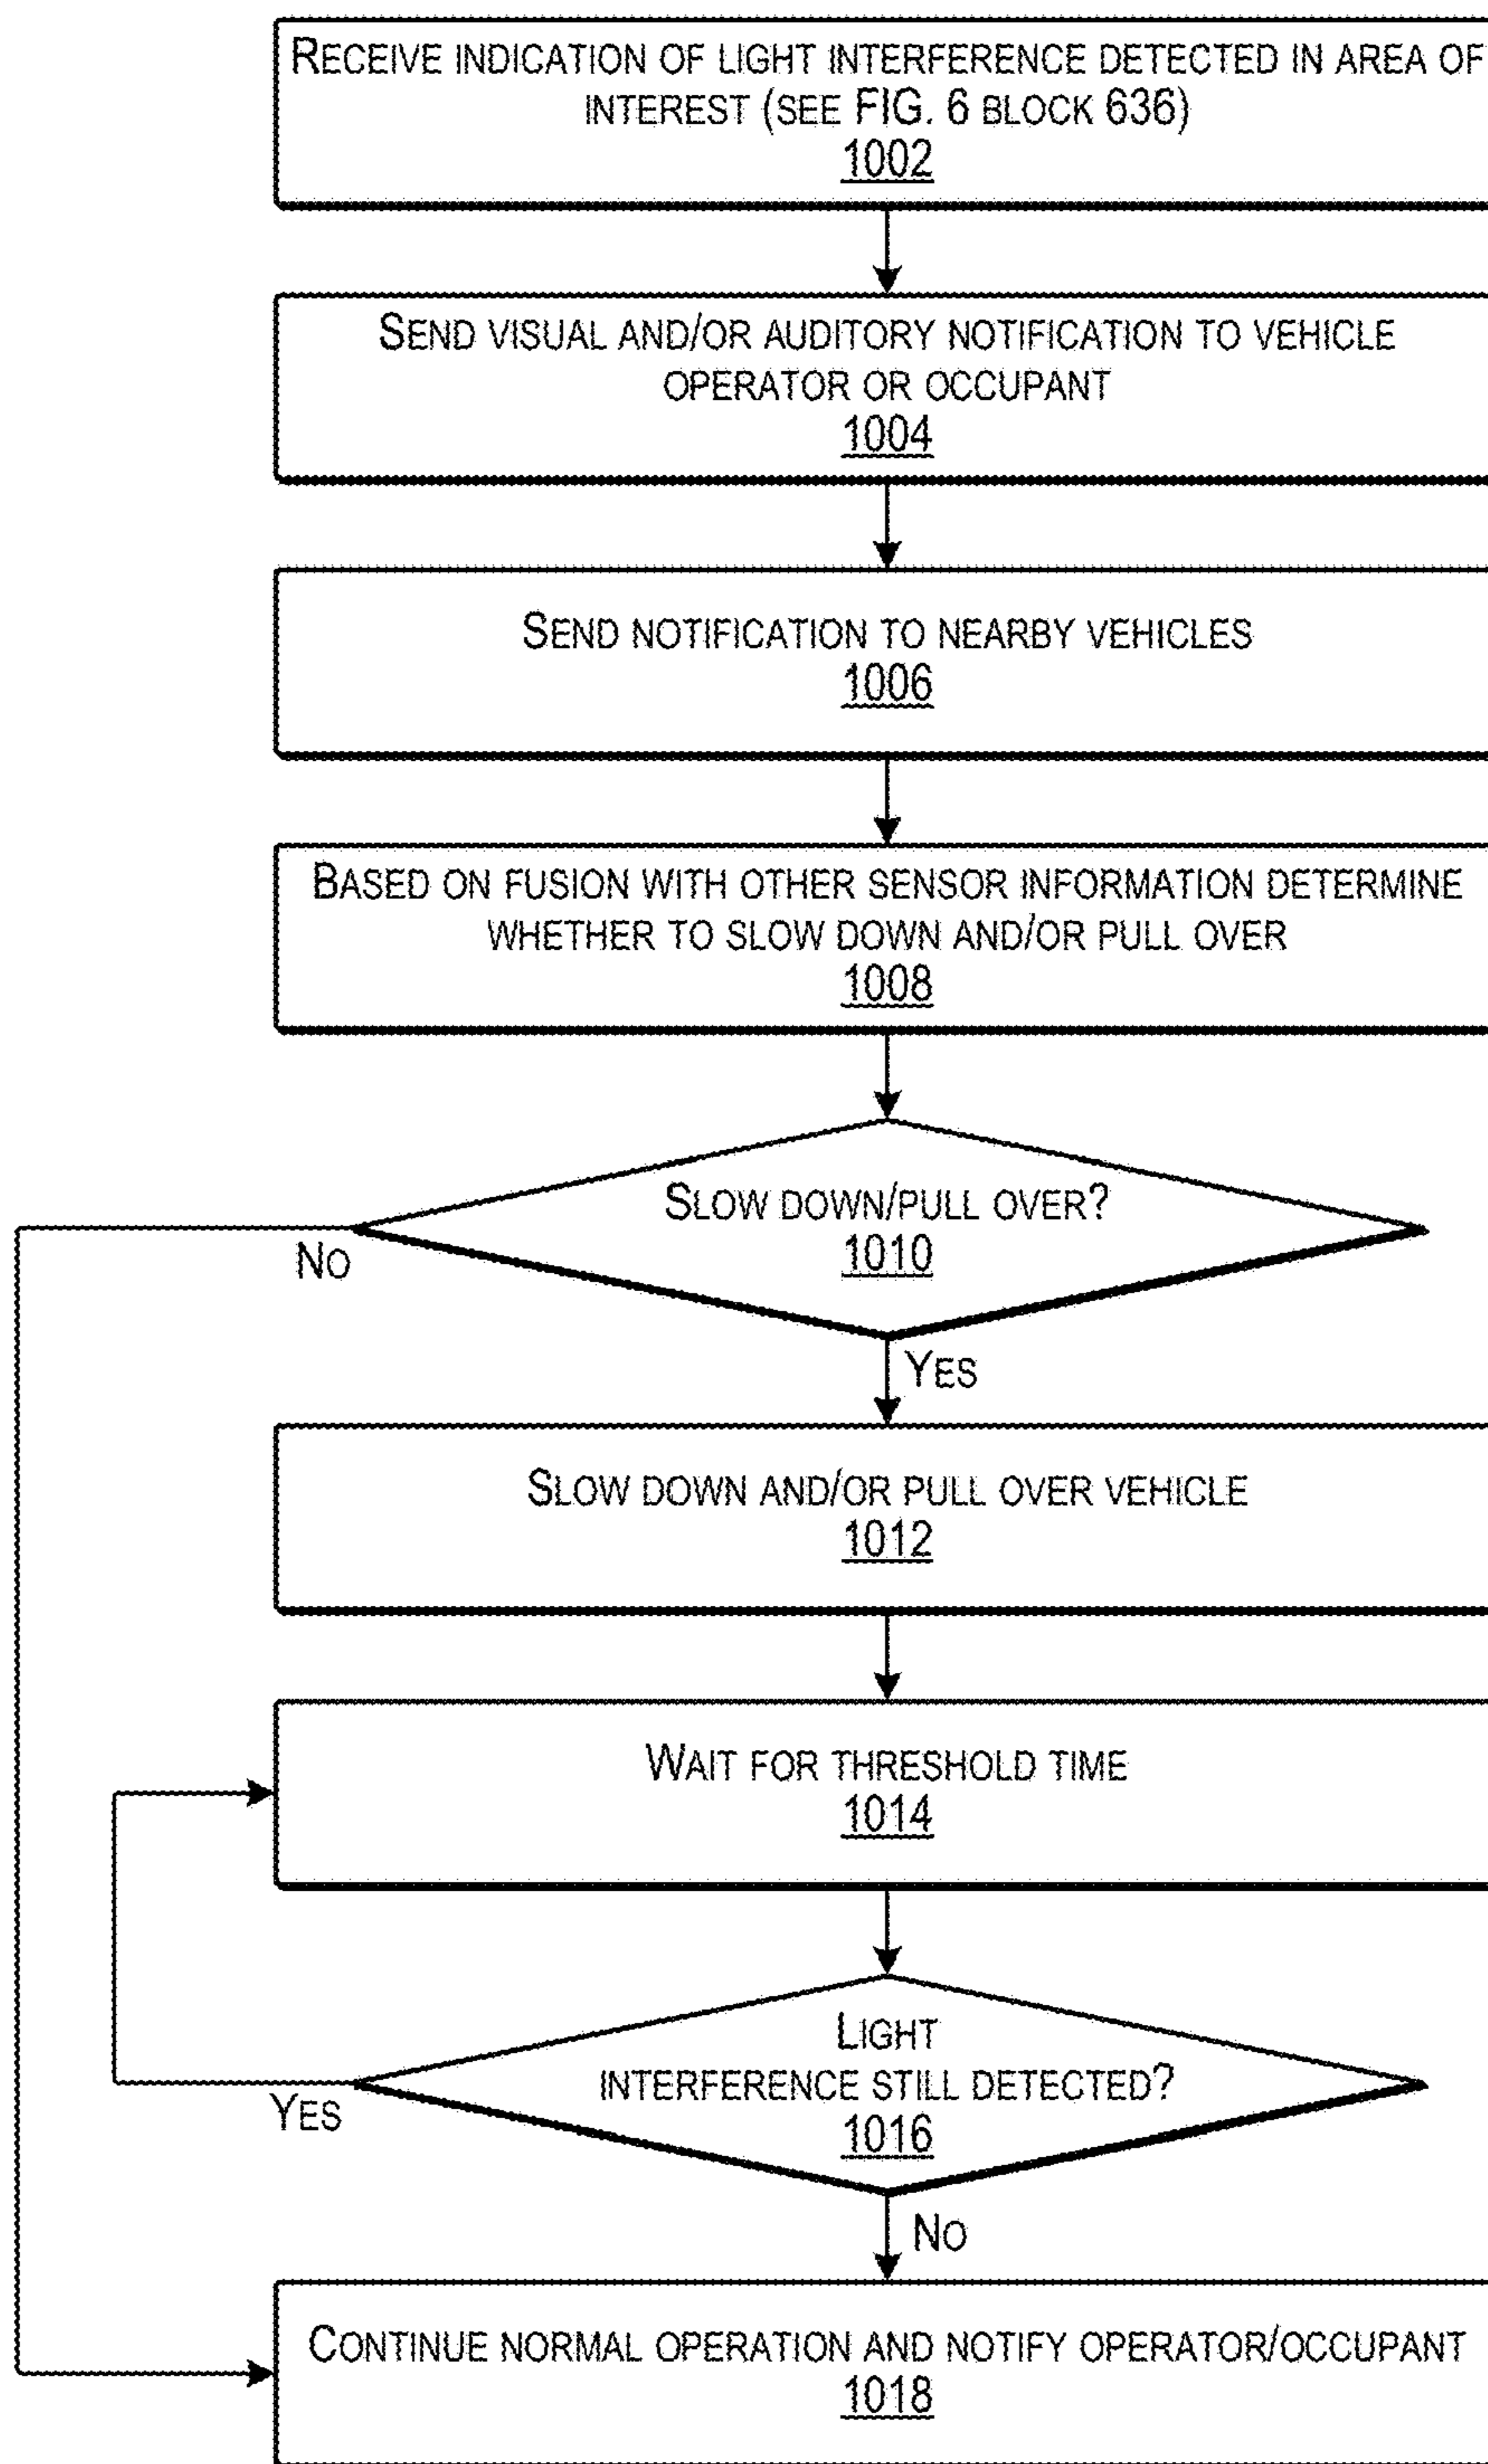 RECEIVE INDICATION OF LIGHT INTERFERENCE DETECTED IN AREA OF
INTEREST (SEE FIG. 6 BLOCK 636)
1002
SEND VISUAL AND/OR AUDITORY NOTIFICATION TO VEHICLE
OPERATOR OR OCCUPANT
1004
SEND NOTIFICATION TO NEARBY VEHICLES
1006
BASED ON FUSION WITH OTHER SENSOR INFORMATION DETERMINE
WHETHER TO SLOW DOWN AND/OR PULL OVER
1008
SLOW DOWN/PULL OVER?
1010
NO
YES
SLOW DOWN AND/OR PULL OVER VEHICLE
1012
WAIT FOR THRESHOLD TIME
1014
LIGHT
INTERFERENCE STILL DETECTED?
1016
YES
NO
CONTINUE NORMAL OPERATION AND NOTIFY OPERATOR/OCCUPANT
1018